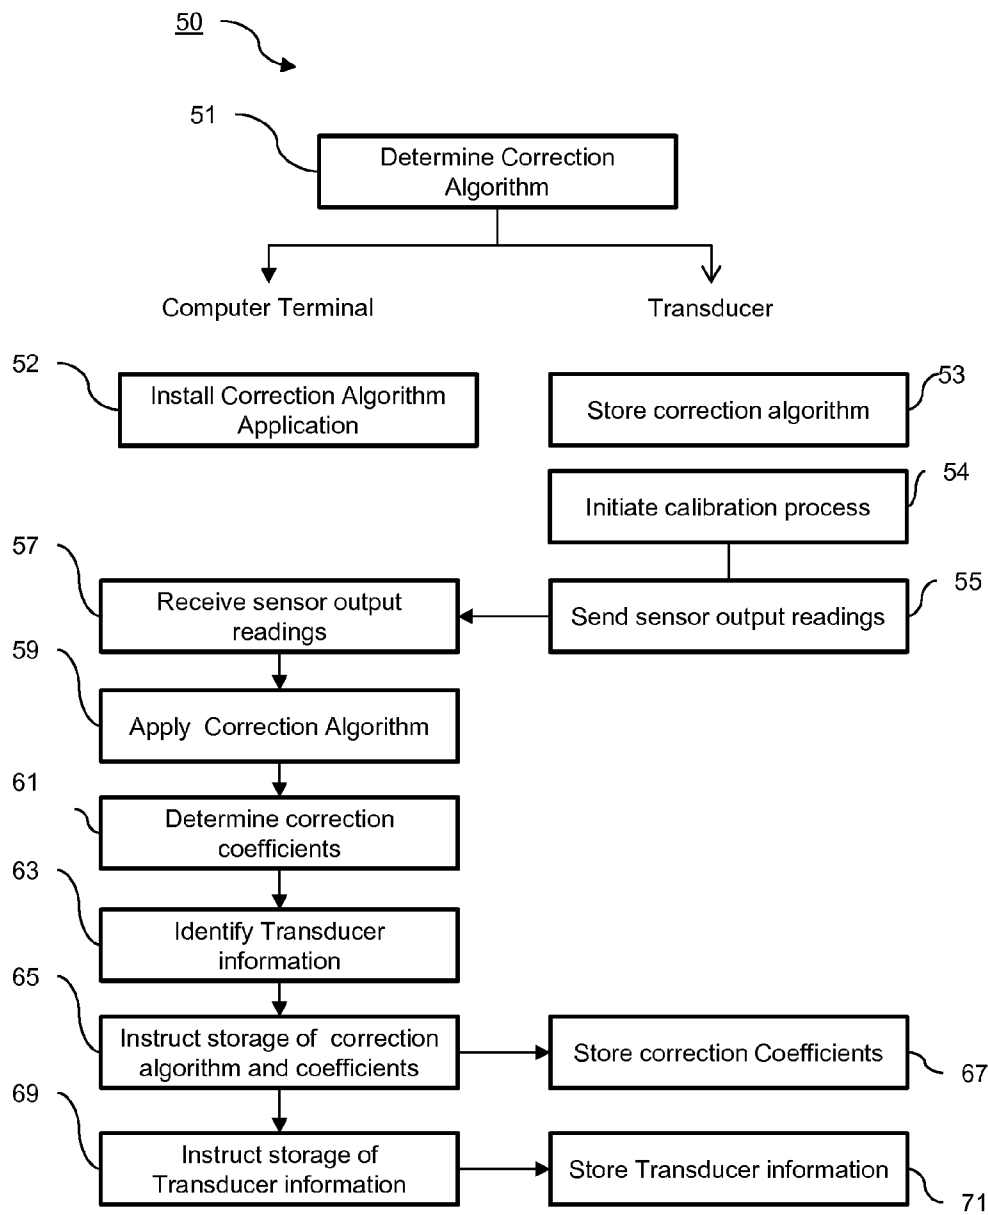 50
51
Determine Correction
Algorithm
Computer Terminal
Transducer
52
Install Correction Algorithm
Application
53
Store correction algorithm
54
Initiate calibration process
57
Receive sensor output
readings
55
Send sensor output readings
59
Apply Correction Algorithm
61
Determine correction
coefficients
63
Identify Transducer
information
65
Instruct storage of correction
algorithm and coefficients
Store correction Coefficients
67
69
Instruct storage of
Transducer information
Store Transducer information
71